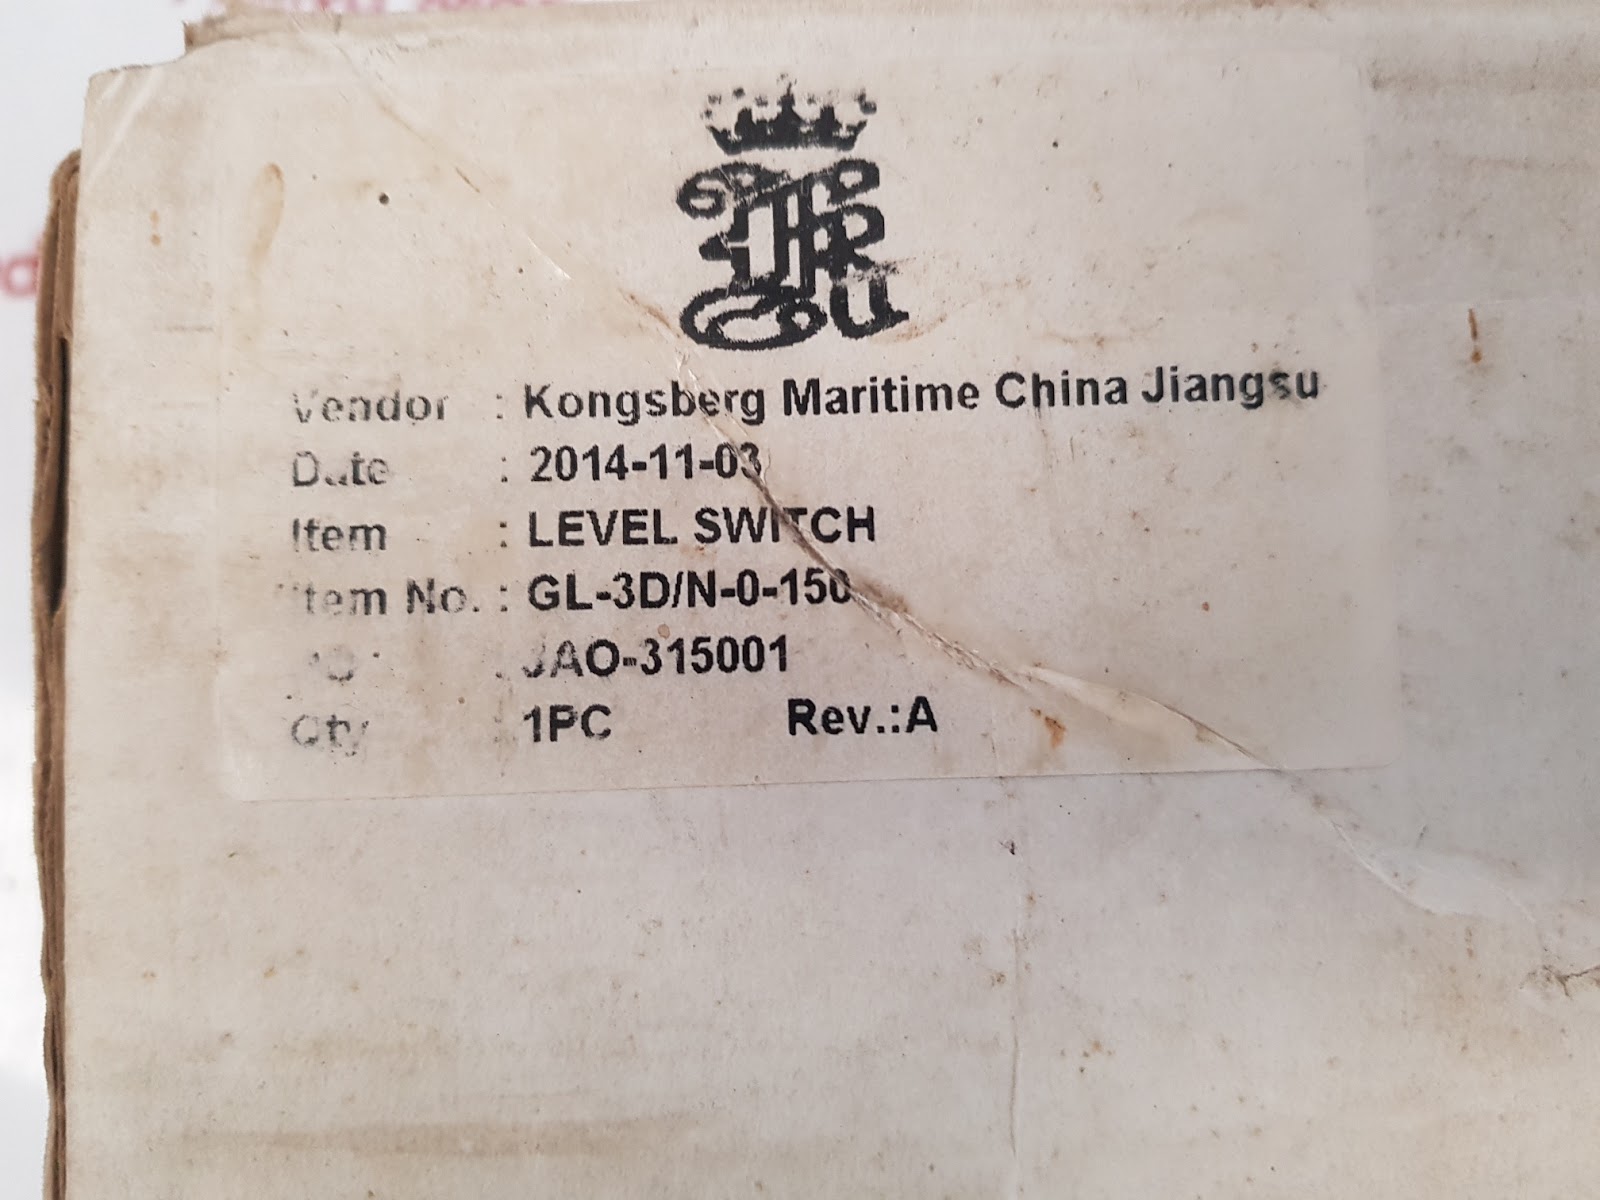 Vendor : Kongsberg Maritime China Jiangsu
Date : 2014-11-03
Item : LEVEL SWITCH
Item No. : GL-3D/N-0-150
: JAO-315001
Qty : 1PC Rev.:A